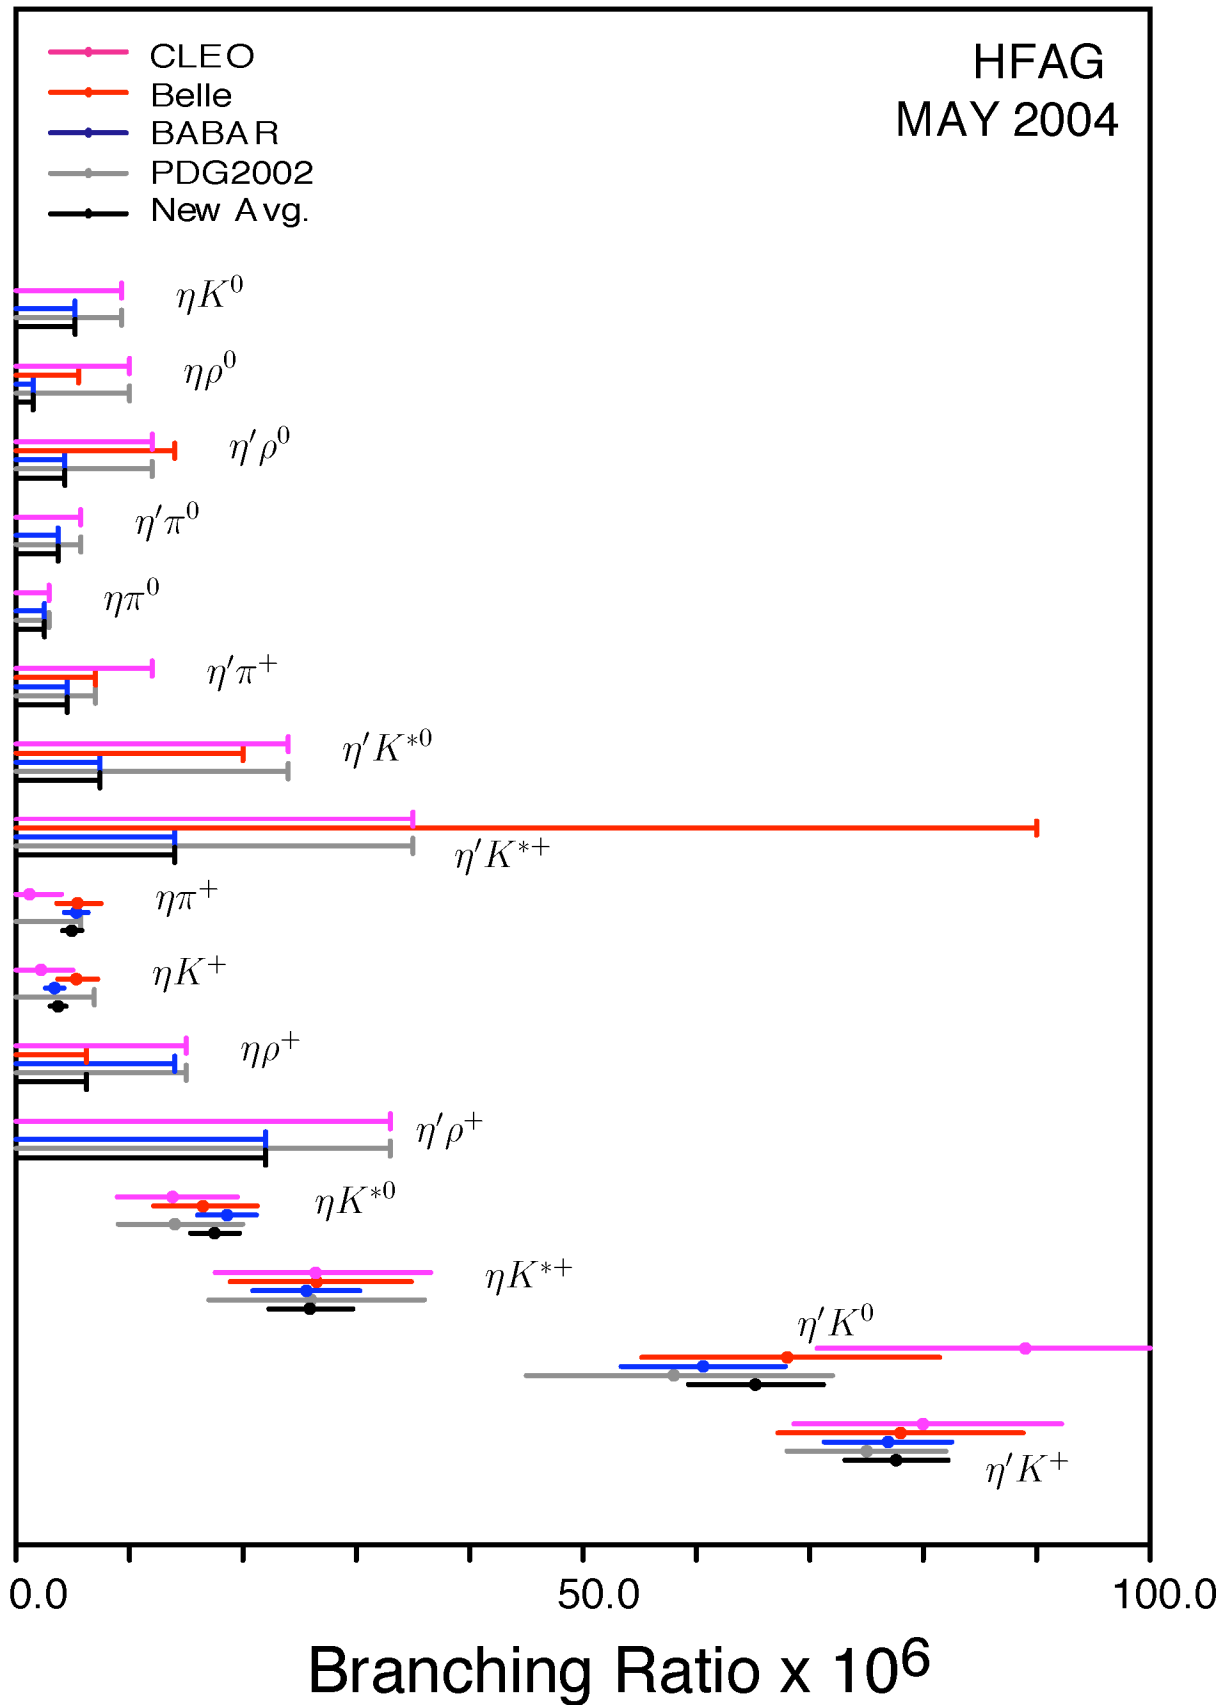 HFAG
MAY 2004
CLEO
Belle
BABAR
PDG2002
New Avg.
ηK⁰
ηρ⁰
η′ρ⁰
η′π⁰
ηπ⁰
η′π⁺
η′K*⁰
η′K*⁺
ηπ⁺
ηK⁺
ηρ⁺
η′ρ⁺
ηK*⁰
ηK*⁺
η′K⁰
η′K⁺
0.0 50.0 100.0
Branching Ratio x 10⁶